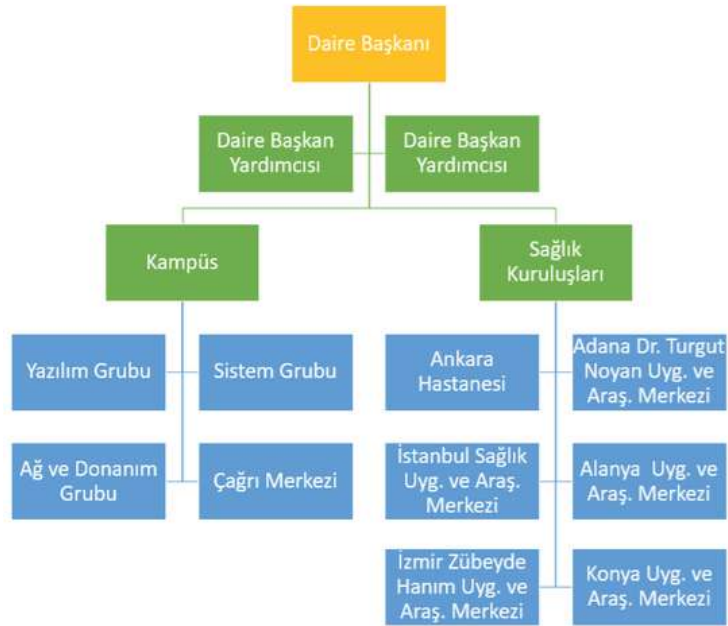 Daire Başkanı
Daire Başkan
Yardımcısı
Daire Başkan
Yardımcısı
Kampüs
Sağlık
Kuruluşları
Yazılım Grubu
Sistem Grubu
Ankara
Hastanesi
Adana Dr. Turgut
Noyan Uyg. ve
Araş. Merkezi
Ağ ve Donanım
Grubu
Çağrı Merkezi
İstanbul Sağlık
Uyg. ve Araş.
Merkezi
Alanya Uyg. ve
Araş. Merkezi
İzmir Zübeyde
Hanım Uyg. ve
Araş. Merkezi
Konya Uyg. ve
Araş. Merkezi